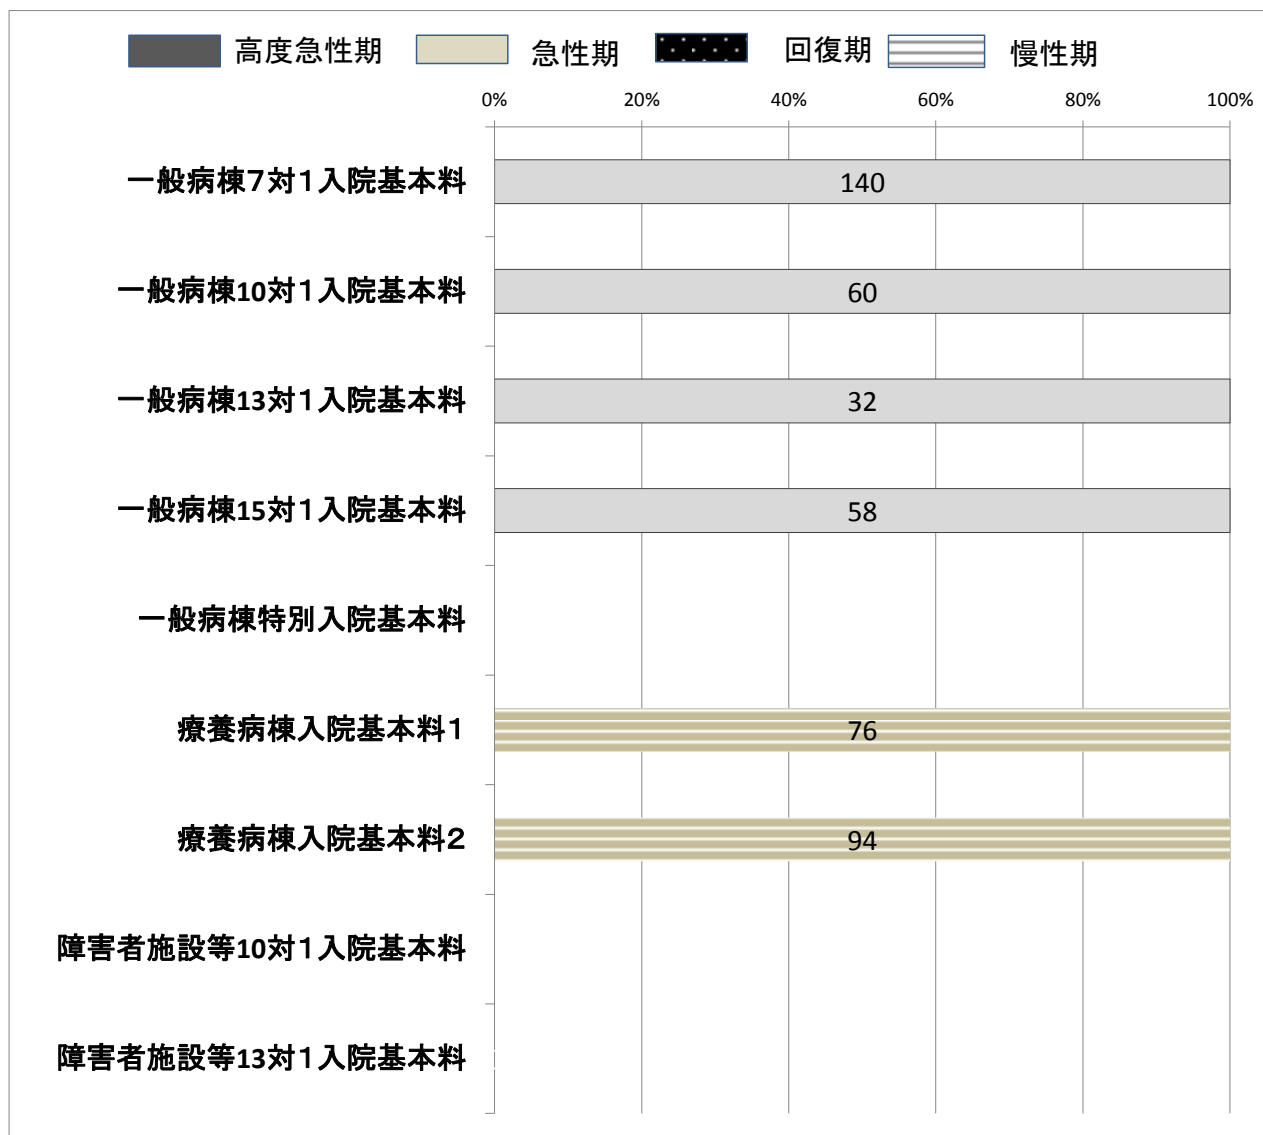 高度急性期 急性期 回復期 慢性期
0% 20% 40% 60% 80% 100%
一般病棟７対１入院基本料 140
一般病棟10対１入院基本料 60
一般病棟13対１入院基本料 32
一般病棟15対１入院基本料 58
一般病棟特別入院基本料
療養病棟入院基本料１ 76
療養病棟入院基本料２ 94
障害者施設等10対１入院基本料
障害者施設等13対１入院基本料